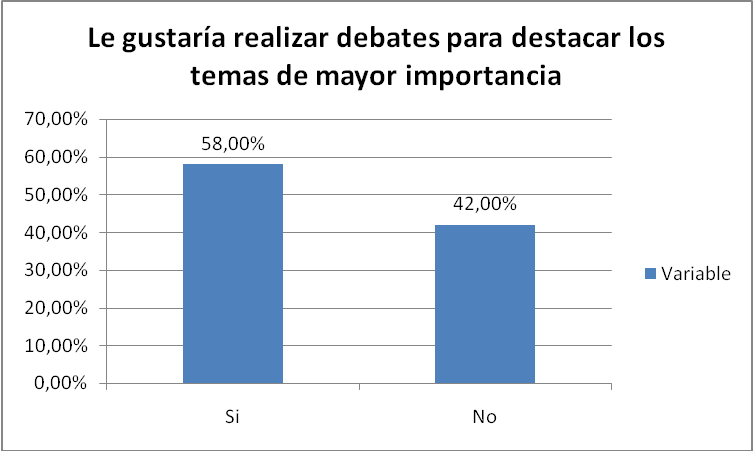 Le gustaría realizar debates para destacar los
temas de mayor importancia
70,00%
60,00%
50,00%
40,00%
30,00%
20,00%
10,00%
0,00%
58,00%
42,00%
Si
No
Variable